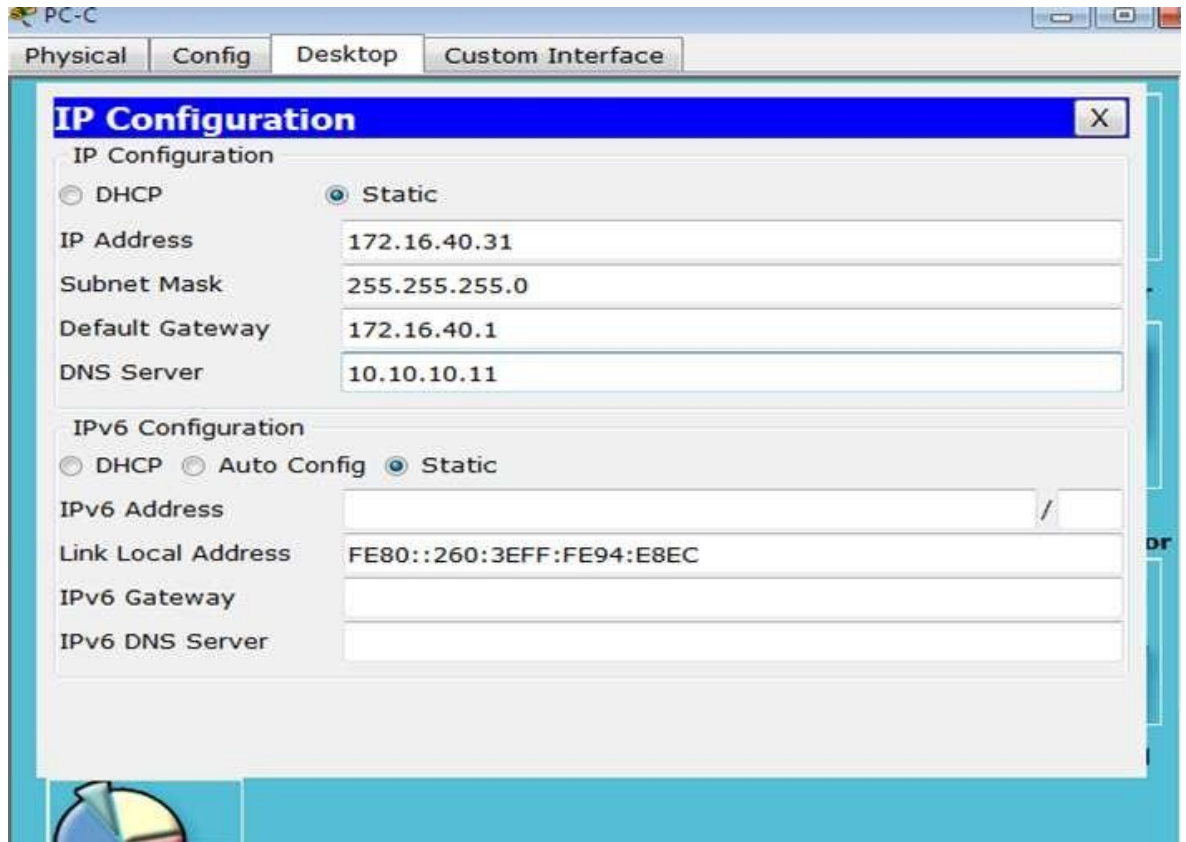 PC-C
Physical Config Desktop Custom Interface
IP Configuration X
IP Configuration
DHCP Static
IP Address 172.16.40.31
Subnet Mask 255.255.255.0
Default Gateway 172.16.40.1
DNS Server 10.10.10.11
IPv6 Configuration
DHCP Auto Config Static
IPv6 Address /
Link Local Address FE80::260:3EFF:FE94:E8EC
IPv6 Gateway
IPv6 DNS Server
or